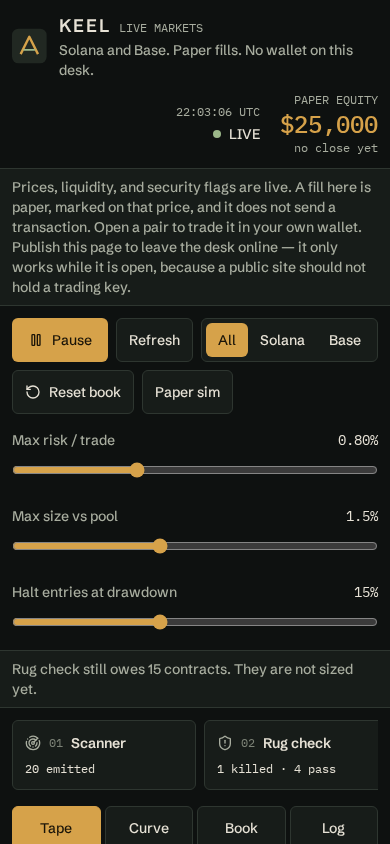 KEEL LIVE MARKETS
Solana and Base. Paper fills. No wallet on this
desk.
PAPER EQUITY
22:03:06 UTC
$25,000
LIVE
no close yet
Prices, liquidity, and security flags are live. A fill here is
paper, marked on that price, and it does not send a
transaction. Open a pair to trade it in your own wallet.
Publish this page to leave the desk online — it only
works while it is open, because a public site should not
hold a trading key.
Pause Refresh All Solana Base
Reset book Paper sim
Max risk / trade 0.80%
Max size vs pool 1.5%
Halt entries at drawdown 15%
Rug check still owes 15 contracts. They are not sized
yet.
01 Scanner 02 Rug check
20 emitted 1 killed · 4 pass
Tape Curve Book Log